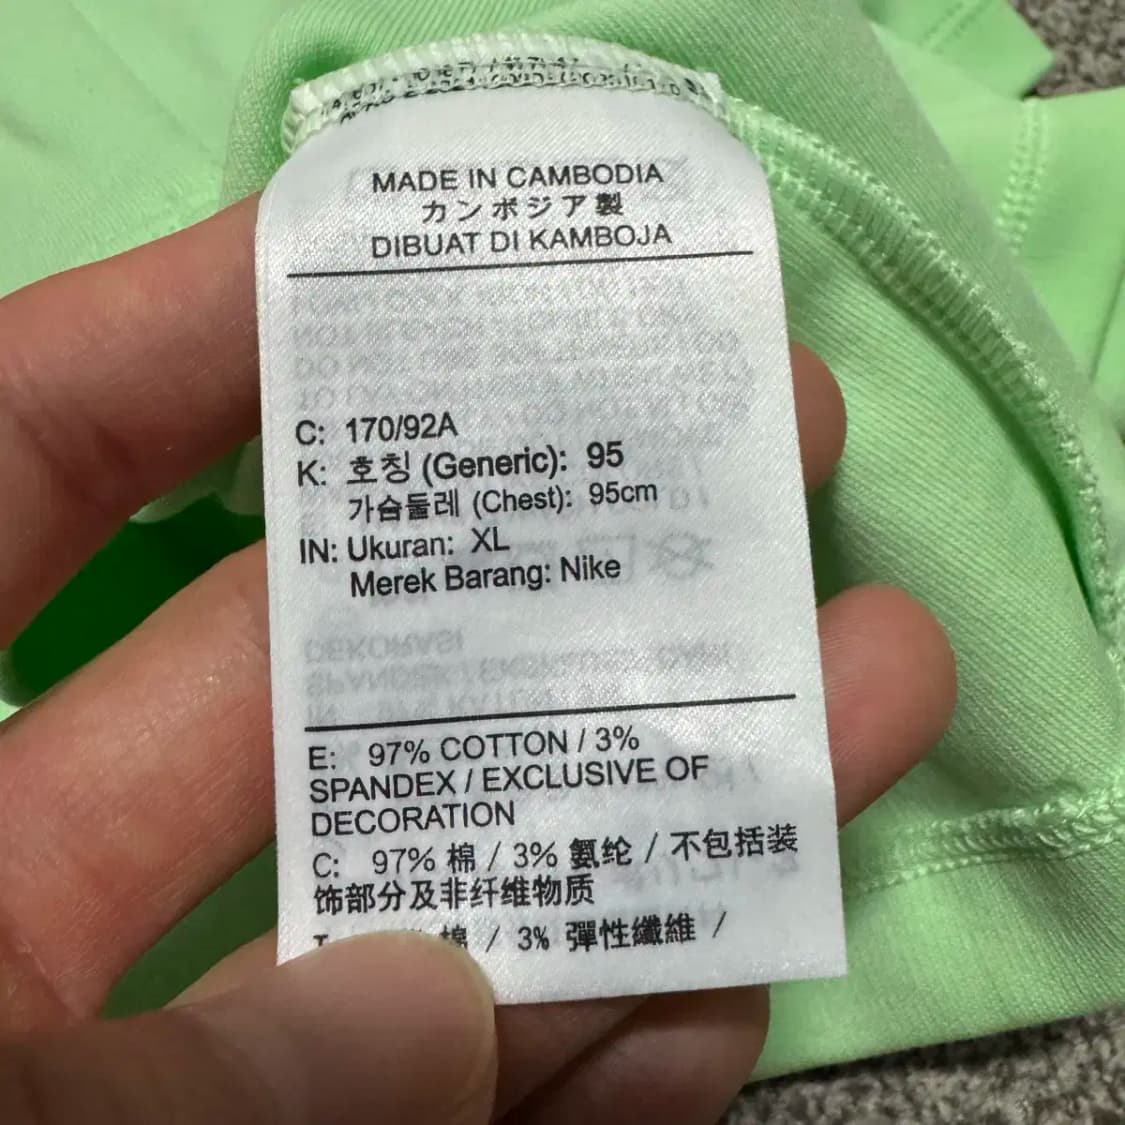 MADE IN CAMBODIA
カンボジア製
DIBUAT DI KAMBOJA
C: 170/92A
K: 호칭 (Generic): 95
가슴둘레 (Chest): 95cm
IN: Ukuran: XL
Merek Barang: Nike
E: 97% COTTON / 3%
SPANDEX / EXCLUSIVE OF
DECORATION
C: 97% 棉 / 3% 氨纶 / 不包括装
饰部分及非纤维物质
棉 / 3% 彈性纖維 /